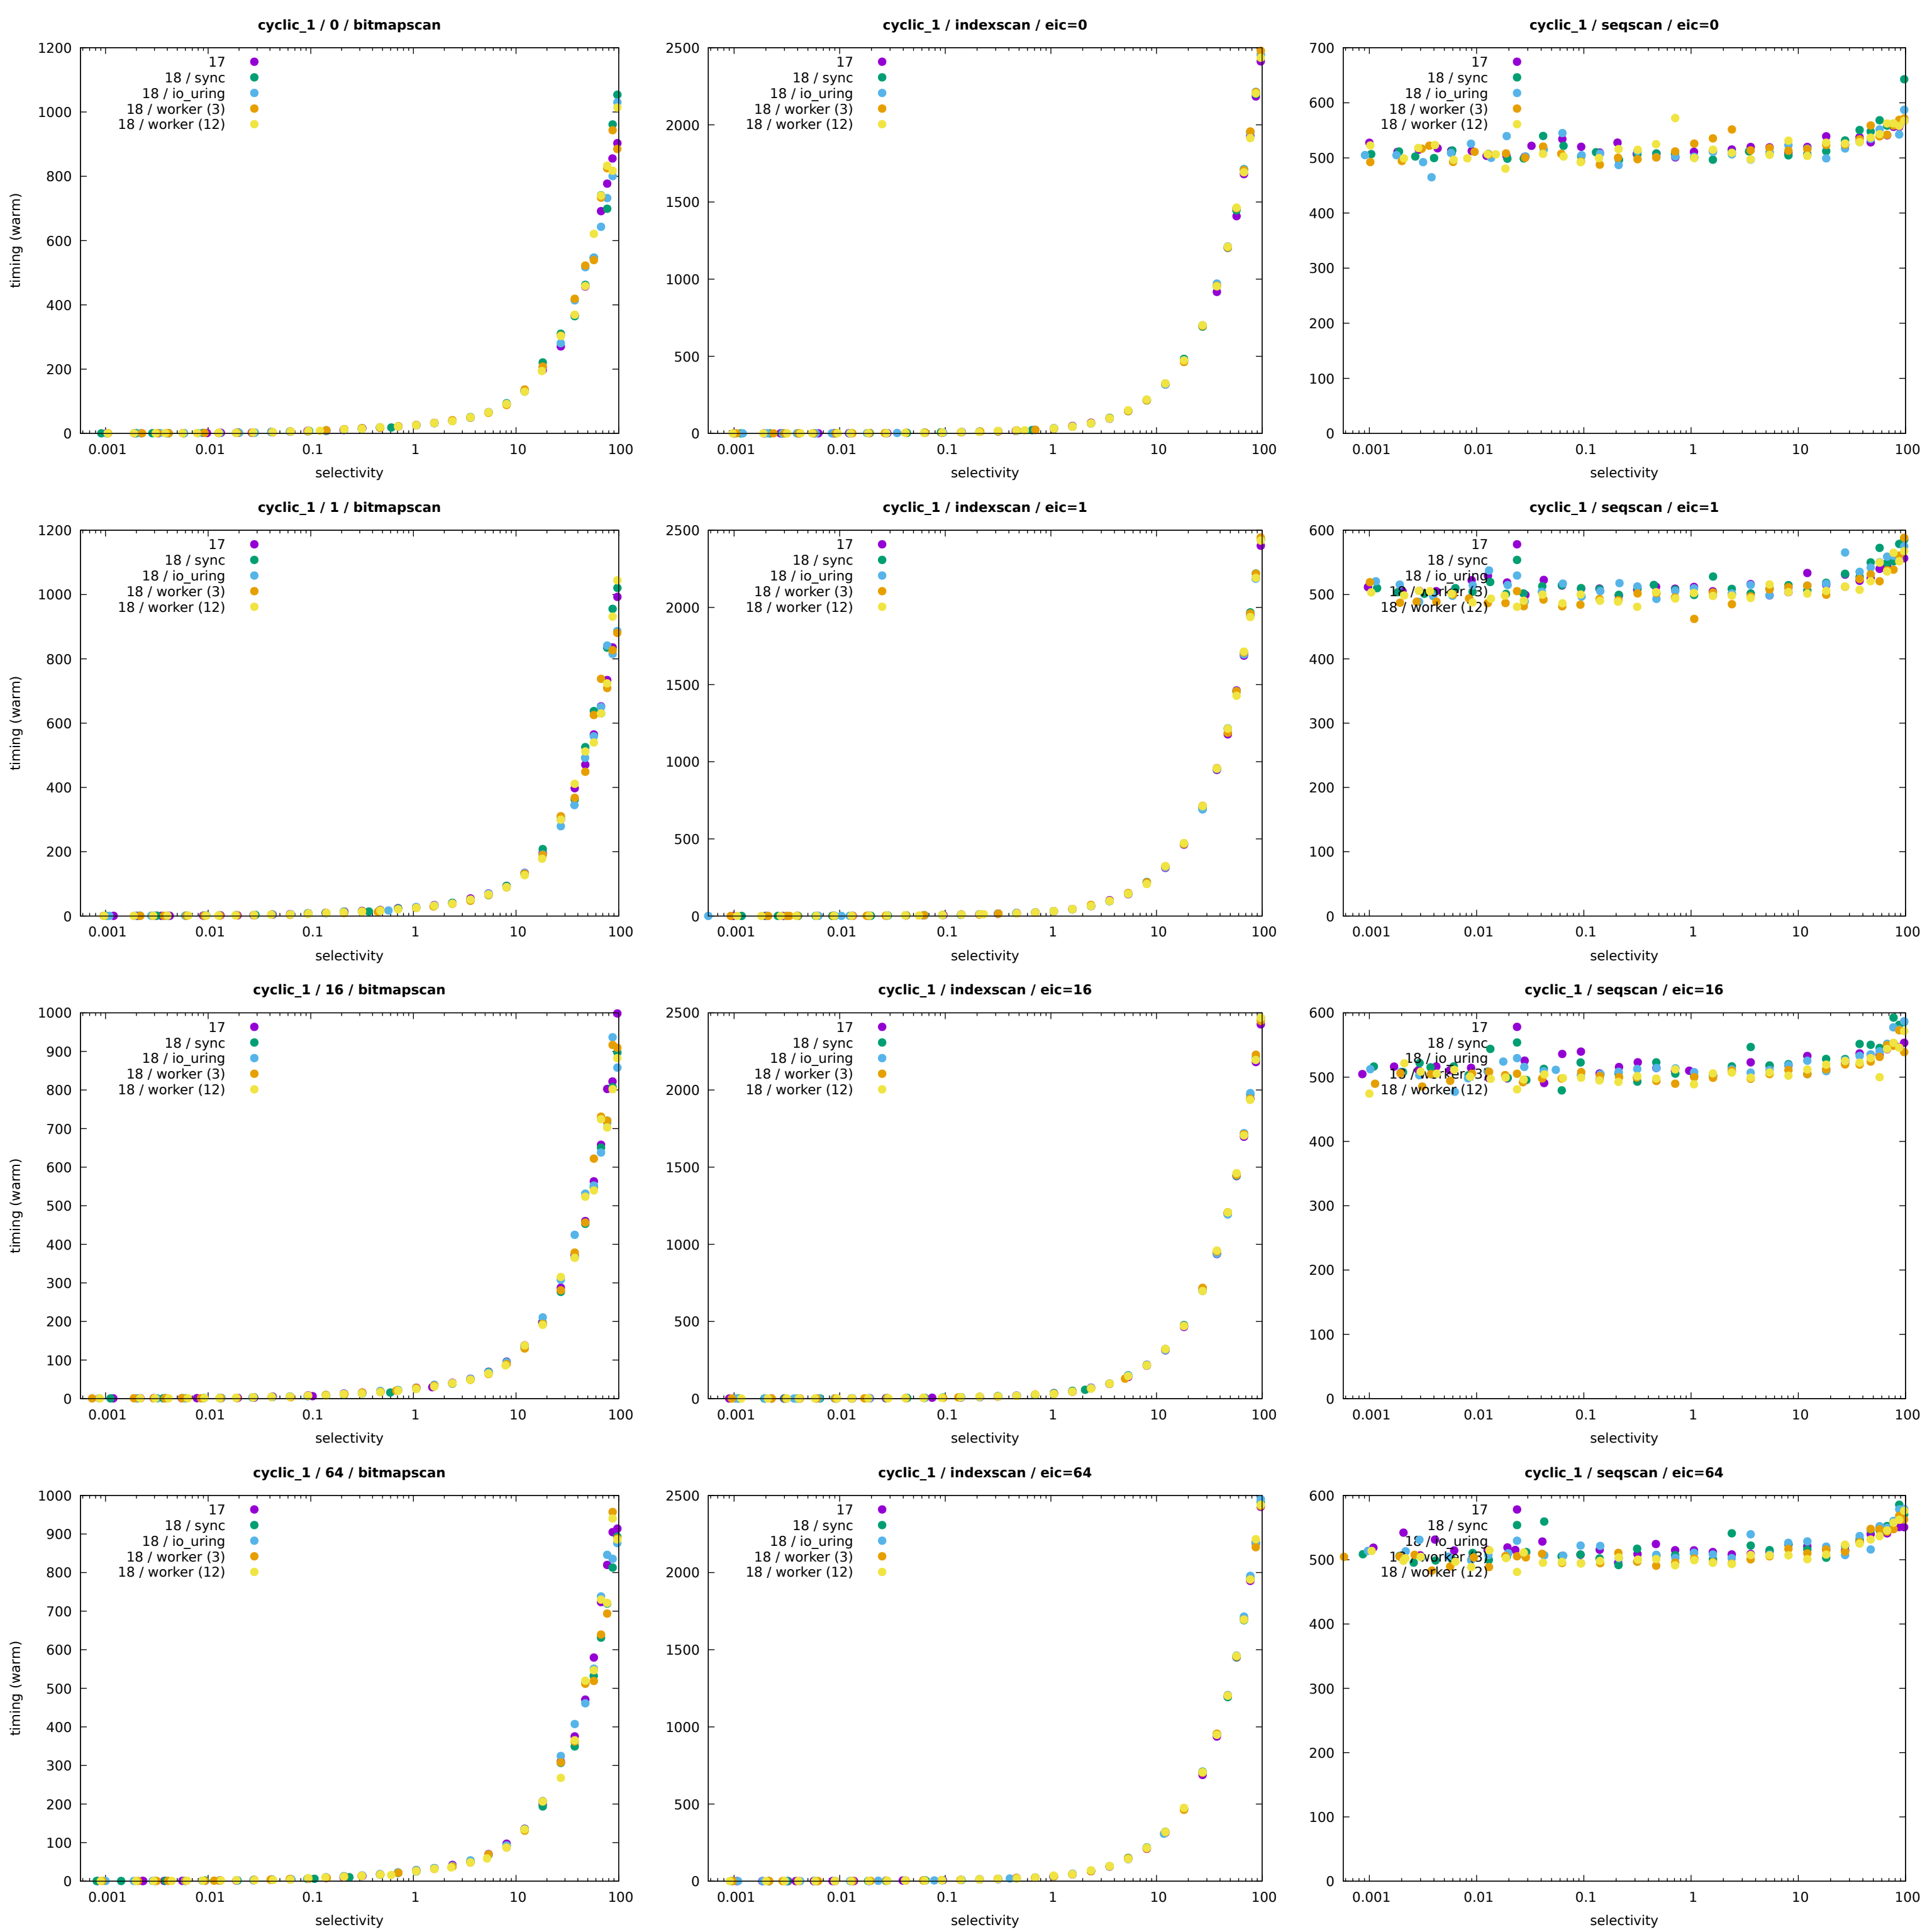 cyclic_1 / 0 / bitmapscan
1200
1000
800
600
400
200
0
timing (warm)
17
18 / sync
18 / io_uring
18 / worker (3)
18 / worker (12)
0.001 0.01 0.1 1 10 100
selectivity
cyclic_1 / indexscan / eic=0
2500
2000
1500
1000
500
0
17
18 / sync
18 / io_uring
18 / worker (3)
18 / worker (12)
0.001 0.01 0.1 1 10 100
selectivity
cyclic_1 / seqscan / eic=0
700
600
500
400
300
200
100
0
17
18 / sync
18 / io_uring
18 / worker (3)
18 / worker (12)
0.001 0.01 0.1 1 10 100
selectivity
cyclic_1 / 1 / bitmapscan
1200
1000
800
600
400
200
0
timing (warm)
17
18 / sync
18 / io_uring
18 / worker (3)
18 / worker (12)
0.001 0.01 0.1 1 10 100
selectivity
cyclic_1 / indexscan / eic=1
2500
2000
1500
1000
500
0
17
18 / sync
18 / io_uring
18 / worker (3)
18 / worker (12)
0.001 0.01 0.1 1 10 100
selectivity
cyclic_1 / seqscan / eic=1
600
500
400
300
200
100
0
17
18 / sync
18 / io_uring
18 / worker (3)
18 / worker (12)
0.001 0.01 0.1 1 10 100
selectivity
cyclic_1 / 16 / bitmapscan
1000
900
800
700
600
500
400
300
200
100
0
timing (warm)
17
18 / sync
18 / io_uring
18 / worker (3)
18 / worker (12)
0.001 0.01 0.1 1 10 100
selectivity
cyclic_1 / indexscan / eic=16
2500
2000
1500
1000
500
0
17
18 / sync
18 / io_uring
18 / worker (3)
18 / worker (12)
0.001 0.01 0.1 1 10 100
selectivity
cyclic_1 / seqscan / eic=16
600
500
400
300
200
100
0
17
18 / sync
18 / io_uring
18 / worker (3)
18 / worker (12)
0.001 0.01 0.1 1 10 100
selectivity
cyclic_1 / 64 / bitmapscan
1000
900
800
700
600
500
400
300
200
100
0
timing (warm)
17
18 / sync
18 / io_uring
18 / worker (3)
18 / worker (12)
0.001 0.01 0.1 1 10 100
selectivity
cyclic_1 / indexscan / eic=64
2500
2000
1500
1000
500
0
17
18 / sync
18 / io_uring
18 / worker (3)
18 / worker (12)
0.001 0.01 0.1 1 10 100
selectivity
cyclic_1 / seqscan / eic=64
600
500
400
300
200
100
0
17
18 / sync
18 / io_uring
18 / worker (3)
18 / worker (12)
0.001 0.01 0.1 1 10 100
selectivity